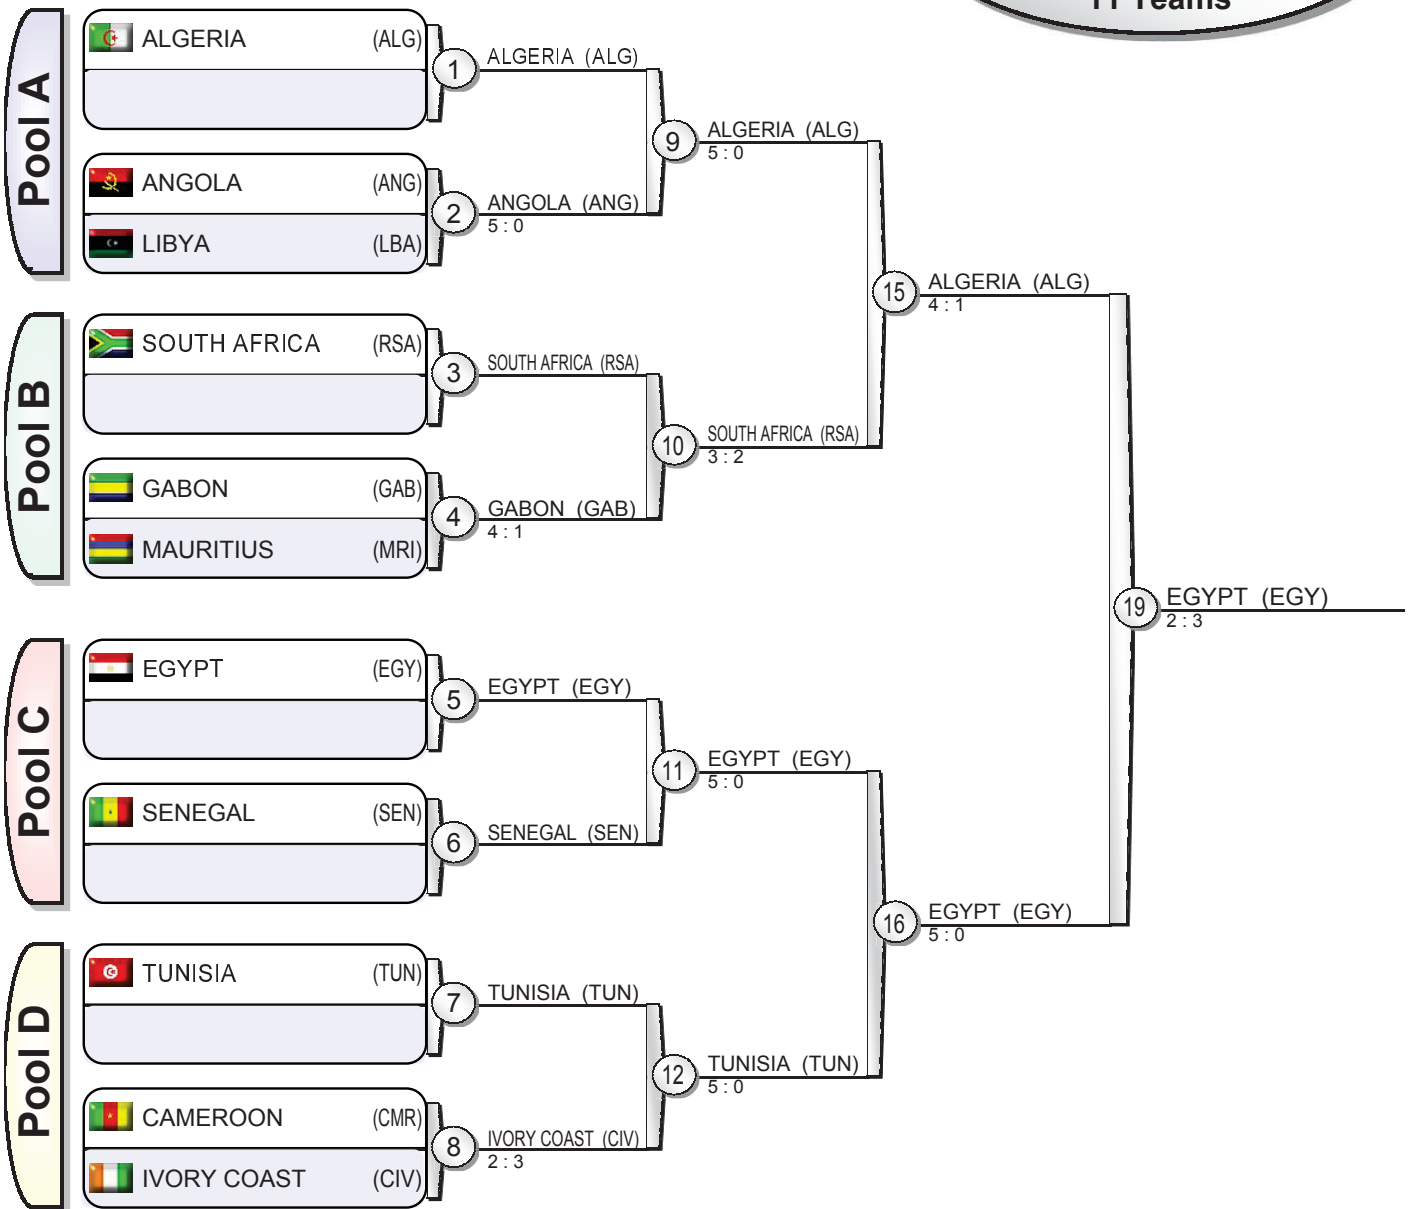 11 Teams
Pool A
ALGERIA (ALG)
ANGOLA (ANG)
LIBYA (LBA)
Pool B
SOUTH AFRICA (RSA)
GABON (GAB)
MAURITIUS (MRI)
Pool C
EGYPT (EGY)
SENEGAL (SEN)
Pool D
TUNISIA (TUN)
CAMEROON (CMR)
IVORY COAST (CIV)
1
ALGERIA (ALG)
2
ANGOLA (ANG)
5 : 0
3
SOUTH AFRICA (RSA)
4
GABON (GAB)
4 : 1
5
EGYPT (EGY)
6
SENEGAL (SEN)
7
TUNISIA (TUN)
8
IVORY COAST (CIV)
2 : 3
9
ALGERIA (ALG)
5 : 0
10
SOUTH AFRICA (RSA)
3 : 2
11
EGYPT (EGY)
5 : 0
12
TUNISIA (TUN)
5 : 0
15
ALGERIA (ALG)
4 : 1
16
EGYPT (EGY)
5 : 0
19
EGYPT (EGY)
2 : 3